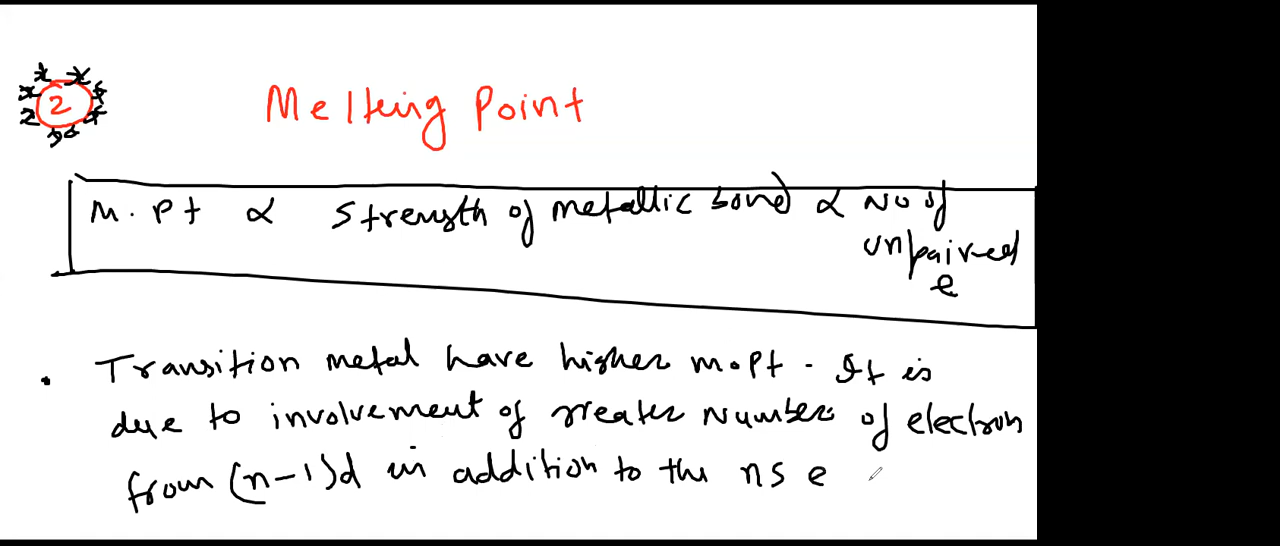 2
Melting Point
M.Pt ∝ Strength of metallic bond ∝ No of
unpaired
e
• Transition metal have higher m.pt. It is
due to involvement of greater number of electron
from (n-1)d in addition to the ns e